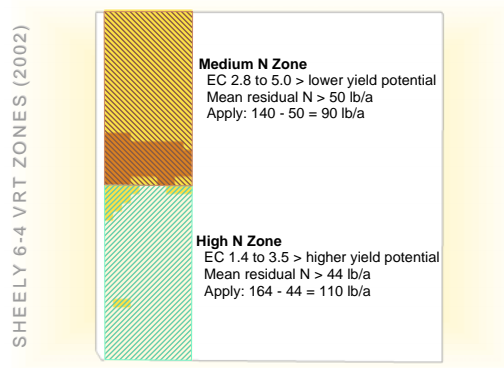 SHEELY 6-4 VRT ZONES (2002)
Medium N Zone
EC 2.8 to 5.0 > lower yield potential
Mean residual N > 50 lb/a
Apply: 140 - 50 = 90 lb/a
High N Zone
EC 1.4 to 3.5 > higher yield potential
Mean residual N > 44 lb/a
Apply: 164 - 44 = 110 lb/a